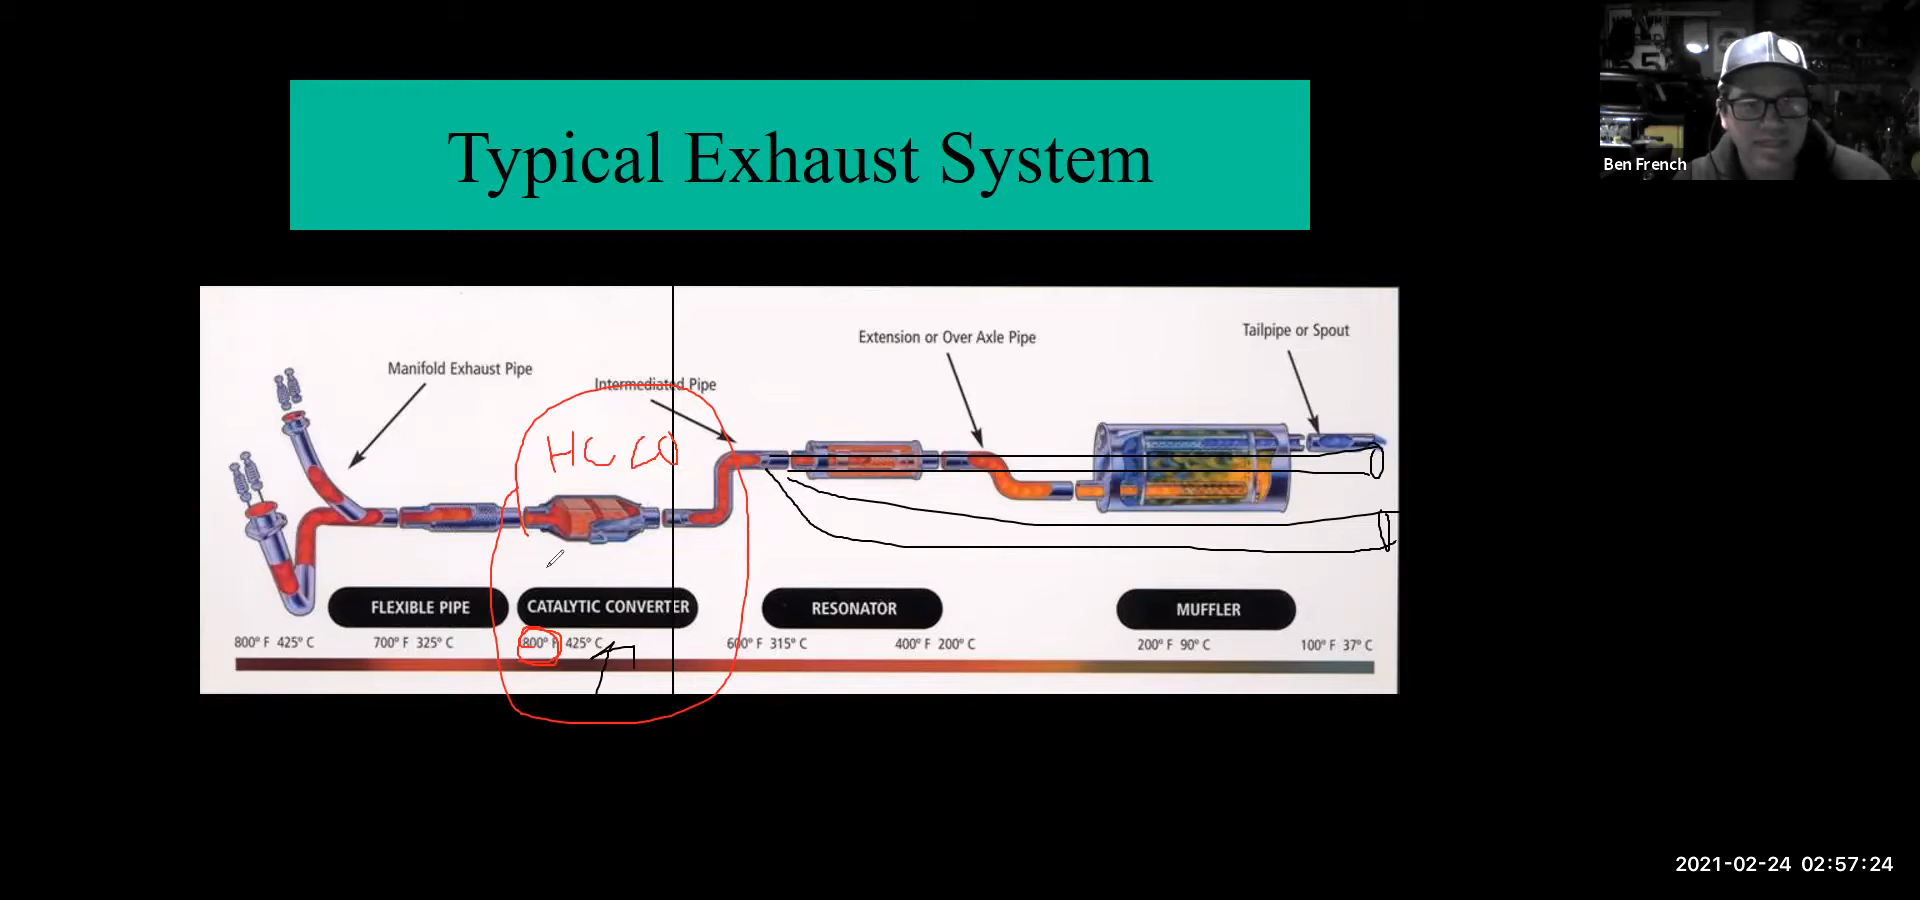 Typical Exhaust System
Ben French
Tailpipe or Spout
Extension or Over Axle Pipe
Manifold Exhaust Pipe
Intermediated Pipe
HC CO
FLEXIBLE PIPE
CATALYTIC CONVERTER
RESONATOR
MUFFLER
800° F 425° C 700° F 325° C 800° F 425° C 600° F 315° C 400° F 200° C 200° F 90° C 100° F 37° C
2021-02-24 02:57:24